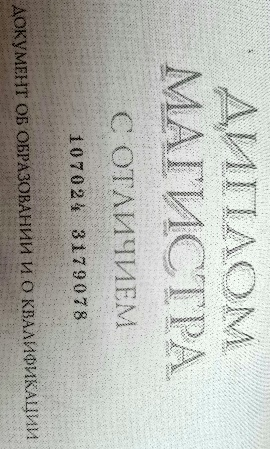 ДИПЛОМ
МАГИСТРА
С ОТЛИЧИЕМ
107024 3179078
ДОКУМЕНТ ОБ ОБРАЗОВАНИИ И О КВАЛИФИКАЦИИ